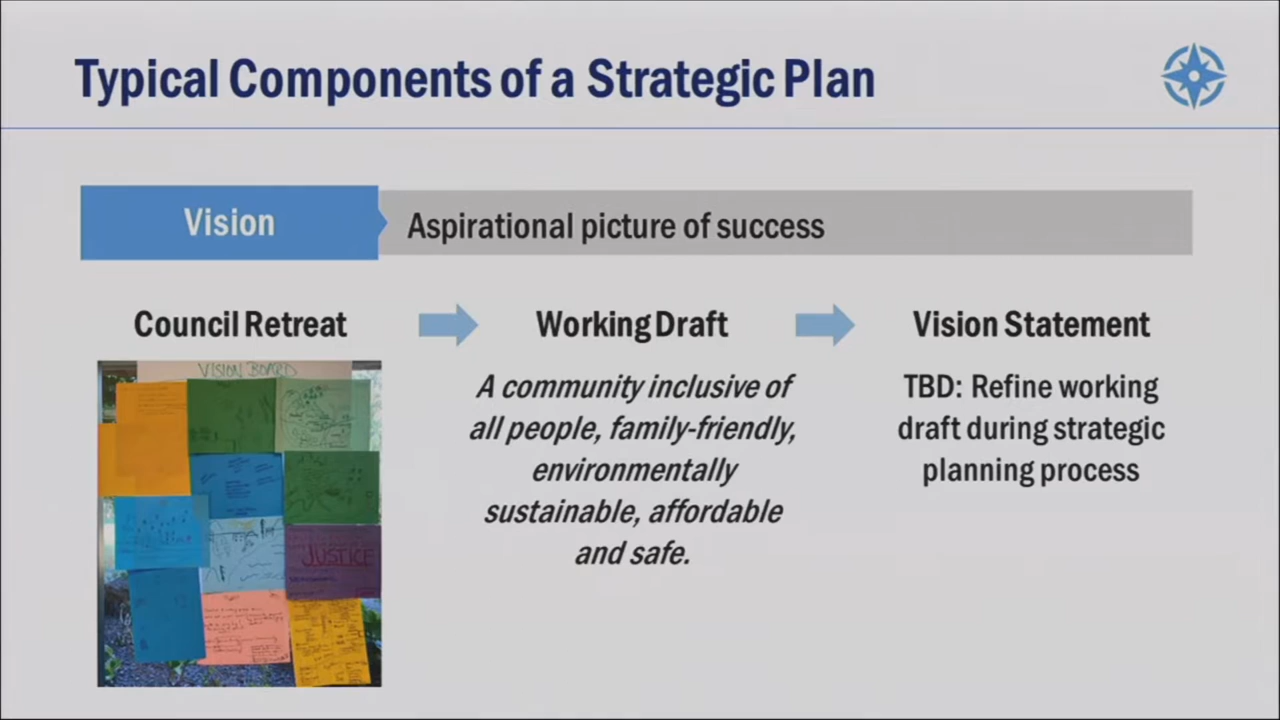 Typical Components of a Strategic Plan
Vision
Aspirational picture of success
Council Retreat
Working Draft
Vision Statement
VISION BOARD
JUSTICE
A community inclusive of
all people, family-friendly,
environmentally
sustainable, affordable
and safe.
TBD: Refine working
draft during strategic
planning process